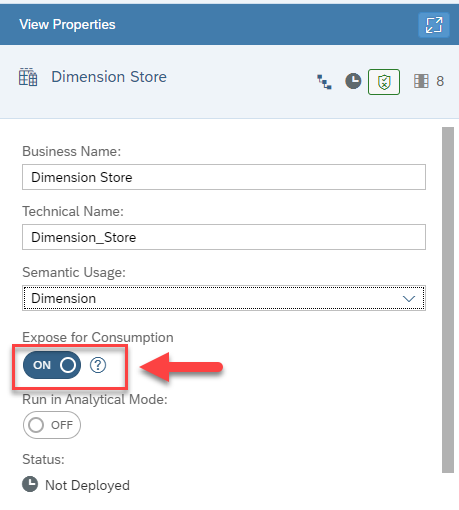 View Properties
Dimension Store
8
Business Name:
Dimension Store
Technical Name:
Dimension_Store
Semantic Usage:
Dimension
Expose for Consumption
ON ?
Run in Analytical Mode:
OFF
Status:
Not Deployed